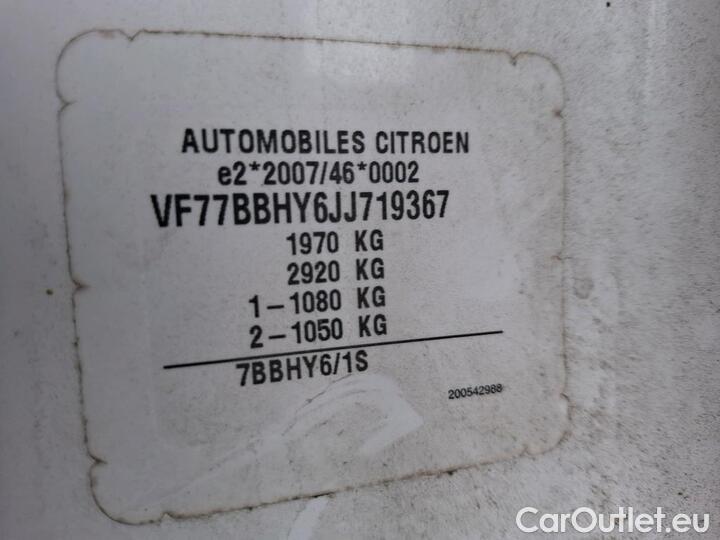 AUTOMOBILES CITROEN
e2*2007/46*0002
VF77BBHY6JJ719367
1970 KG
2920 KG
1-1080 KG
2-1050 KG
7BBHY6/1S
200542988
CarOutlet.eu